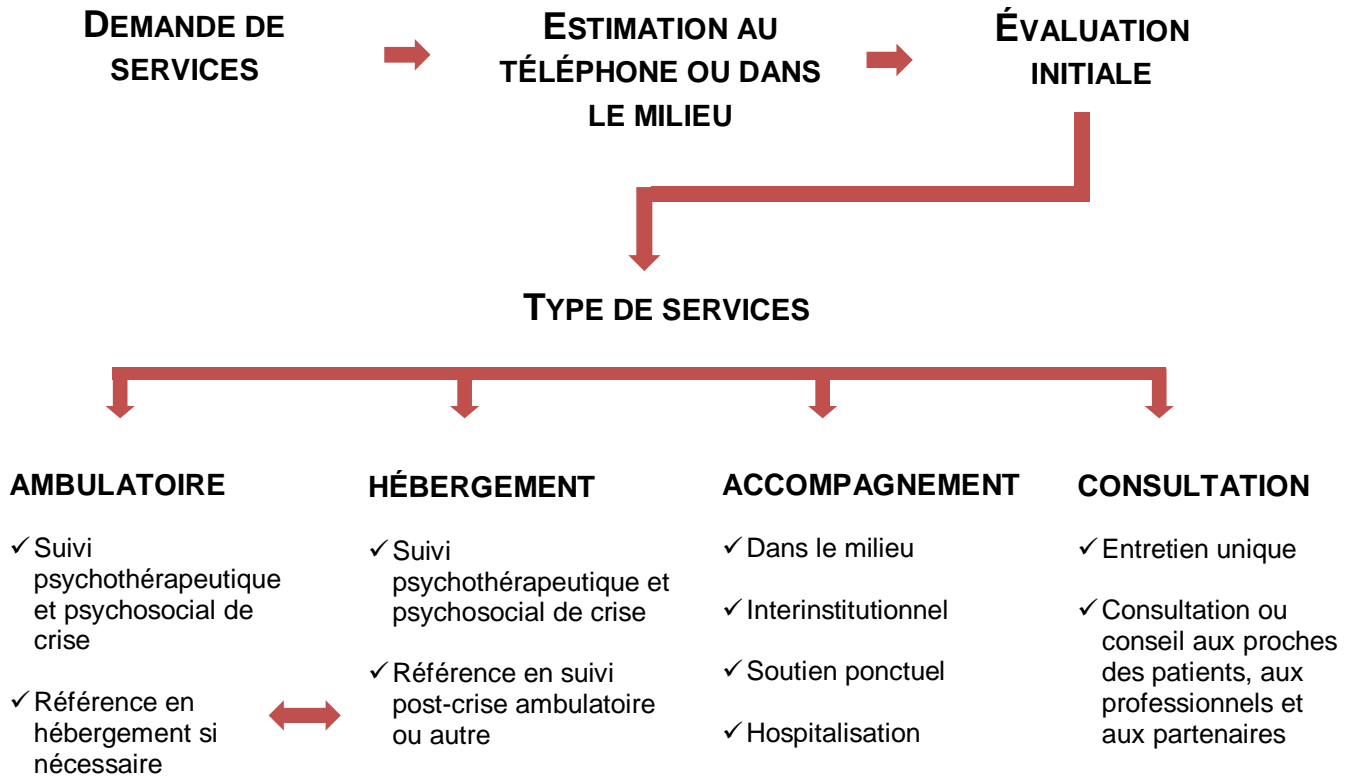 DEMANDE DE
SERVICES
ESTIMATION AU
TÉLÉPHONE OU DANS
LE MILIEU
ÉVALUATION
INITIALE
TYPE DE SERVICES
AMBULATOIRE
✓ Suivi
psychothérapeutique
et psychosocial de
crise
✓ Référence en
hébergement si
nécessaire
HÉBERGEMENT
✓ Suivi
psychothérapeutique et
psychosocial de crise
✓ Référence en suivi
post-crise ambulatoire
ou autre
ACCOMPAGNEMENT
✓ Dans le milieu
✓ Interinstitutionnel
✓ Soutien ponctuel
✓ Hospitalisation
CONSULTATION
✓ Entretien unique
✓ Consultation ou
conseil aux proches
des patients, aux
professionnels et
aux partenaires